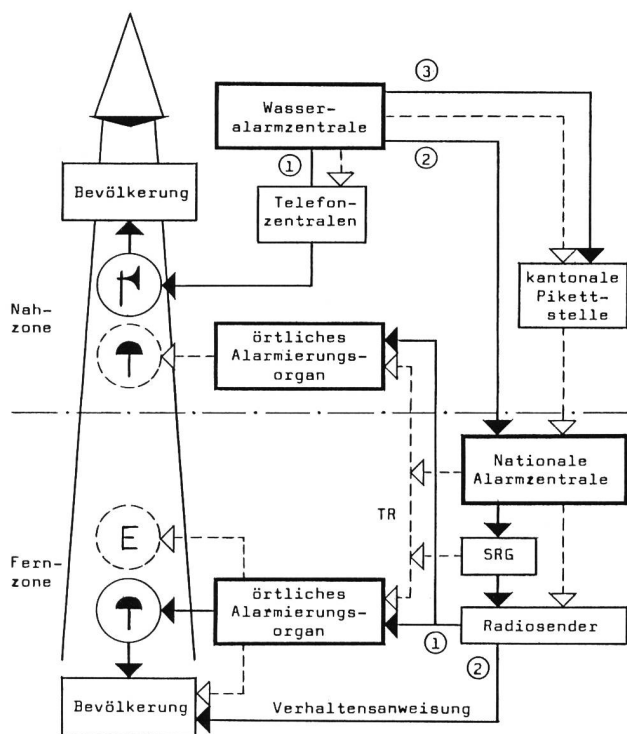 ③
Wasser-
alarmzentrale
①
②
Bevölkerung
Telefon-
zentralen
kantonale
Pikett-
stelle
Nah-
zone
örtliches
Alarmierungs-
organ
Nationale
Alarmzentrale
TR
E
SRG
Fern-
zone
örtliches
Alarmierungs-
organ
Radiosender
①
②
Bevölkerung
Verhaltensanweisung